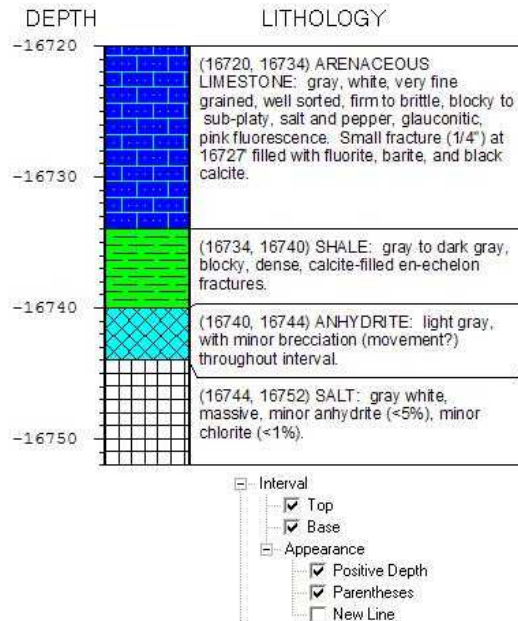 DEPTH LITHOLOGY
-16720
(16720, 16734) ARENACEOUS
LIMESTONE: gray, white, very fine
grained, well sorted, firm to brittle, blocky to
sub-platy, salt and pepper, glauconitic,
pink fluorescence. Small fracture (1/4") at
16727' filled with fluorite, barite, and black
calcite.
-16730
(16734, 16740) SHALE: gray to dark gray,
blocky, dense, calcite-filled en-echelon
fractures.
-16740
(16740, 16744) ANHYDRITE: light gray,
with minor brecciation (movement?)
throughout interval.
(16744, 16752) SALT: gray white,
massive, minor anhydrite (<5%), minor
chlorite (<1%).
-16750
Interval
Top
Base
Appearance
Positive Depth
Parentheses
New Line